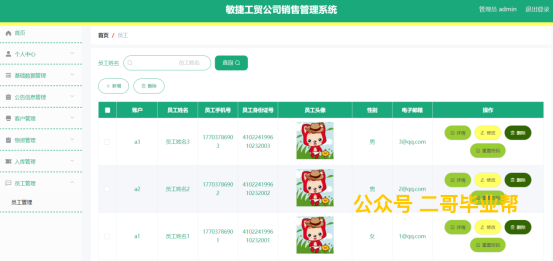 敏捷工贸公司销售管理系统
管理员 admin 退出登录
首页
首页 / 员工
个人中心
基础数据管理
公告信息管理
客户管理
物资管理
入库管理
员工管理
员工管理
员工姓名 员工姓名 查询
+ 新增 删除
账户 员工姓名 员工手机号 员工身份证号 员工头像 性别 电子邮箱 操作
a3 员工姓名3 17703786903 410224199610232003 男 3@qq.com 详情 修改 删除
重置密码
a2 员工姓名2 17703786902 410224199610232002 男 2@qq.com 详情 修改 删除
重置密码
公众号 二哥毕业帮
a1 员工姓名1 17703786901 410224199610232001 女 1@qq.com 详情 修改 删除
重置密码